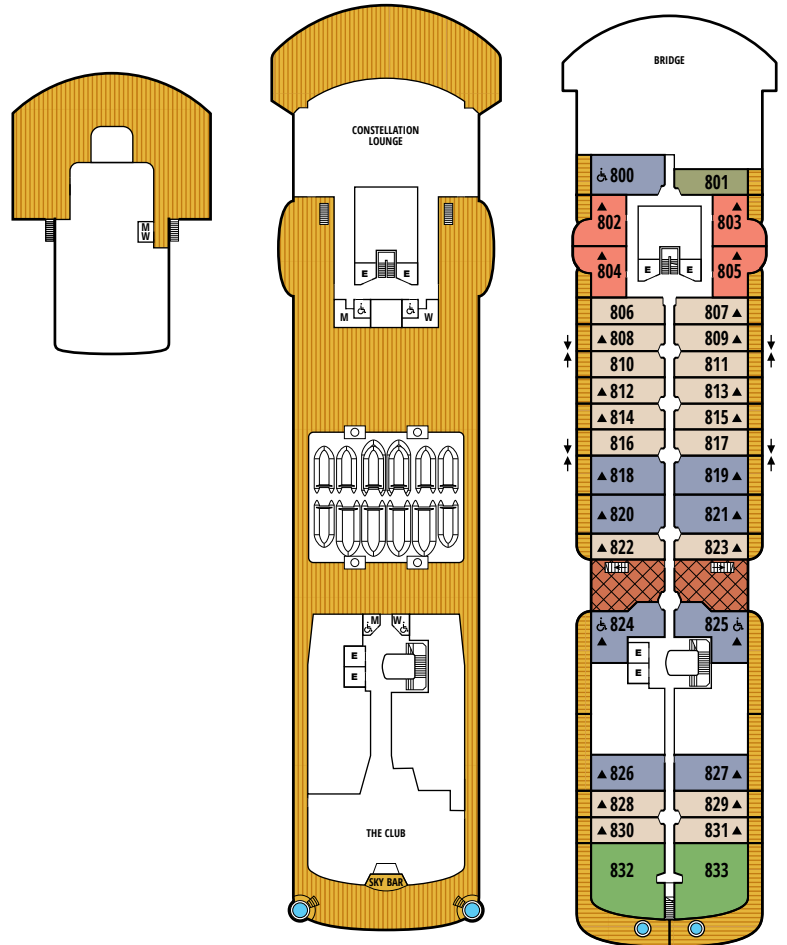 M
W
CONSTELLATION
LOUNGE
E E
M W
M W
E
E
THE CLUB
SKY BAR
BRIDGE
800 801
802 803
804 805
E E
806 807
808 809
810 811
812 813
814 815
816 817
818 819
820 821
822 823
824 825
E
E
826 827
828 829
830 831
832 833